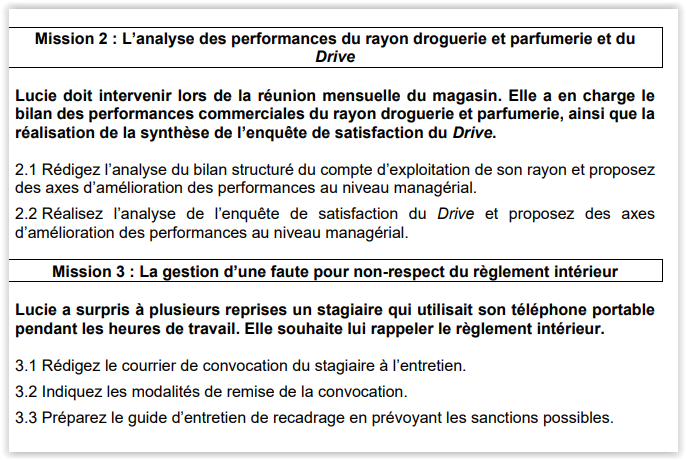 Mission 2 : L’analyse des performances du rayon droguerie et parfumerie et du
Drive
Lucie doit intervenir lors de la réunion mensuelle du magasin. Elle a en charge le
bilan des performances commerciales du rayon droguerie et parfumerie, ainsi que la
réalisation de la synthèse de l’enquête de satisfaction du Drive.
2.1 Rédigez l’analyse du bilan structuré du compte d’exploitation de son rayon et proposez
des axes d’amélioration des performances au niveau managérial.
2.2 Réalisez l’analyse de l’enquête de satisfaction du Drive et proposez des axes
d’amélioration des performances au niveau managérial.
Mission 3 : La gestion d’une faute pour non-respect du règlement intérieur
Lucie a surpris à plusieurs reprises un stagiaire qui utilisait son téléphone portable
pendant les heures de travail. Elle souhaite lui rappeler le règlement intérieur.
3.1 Rédigez le courrier de convocation du stagiaire à l’entretien.
3.2 Indiquez les modalités de remise de la convocation.
3.3 Préparez le guide d’entretien de recadrage en prévoyant les sanctions possibles.